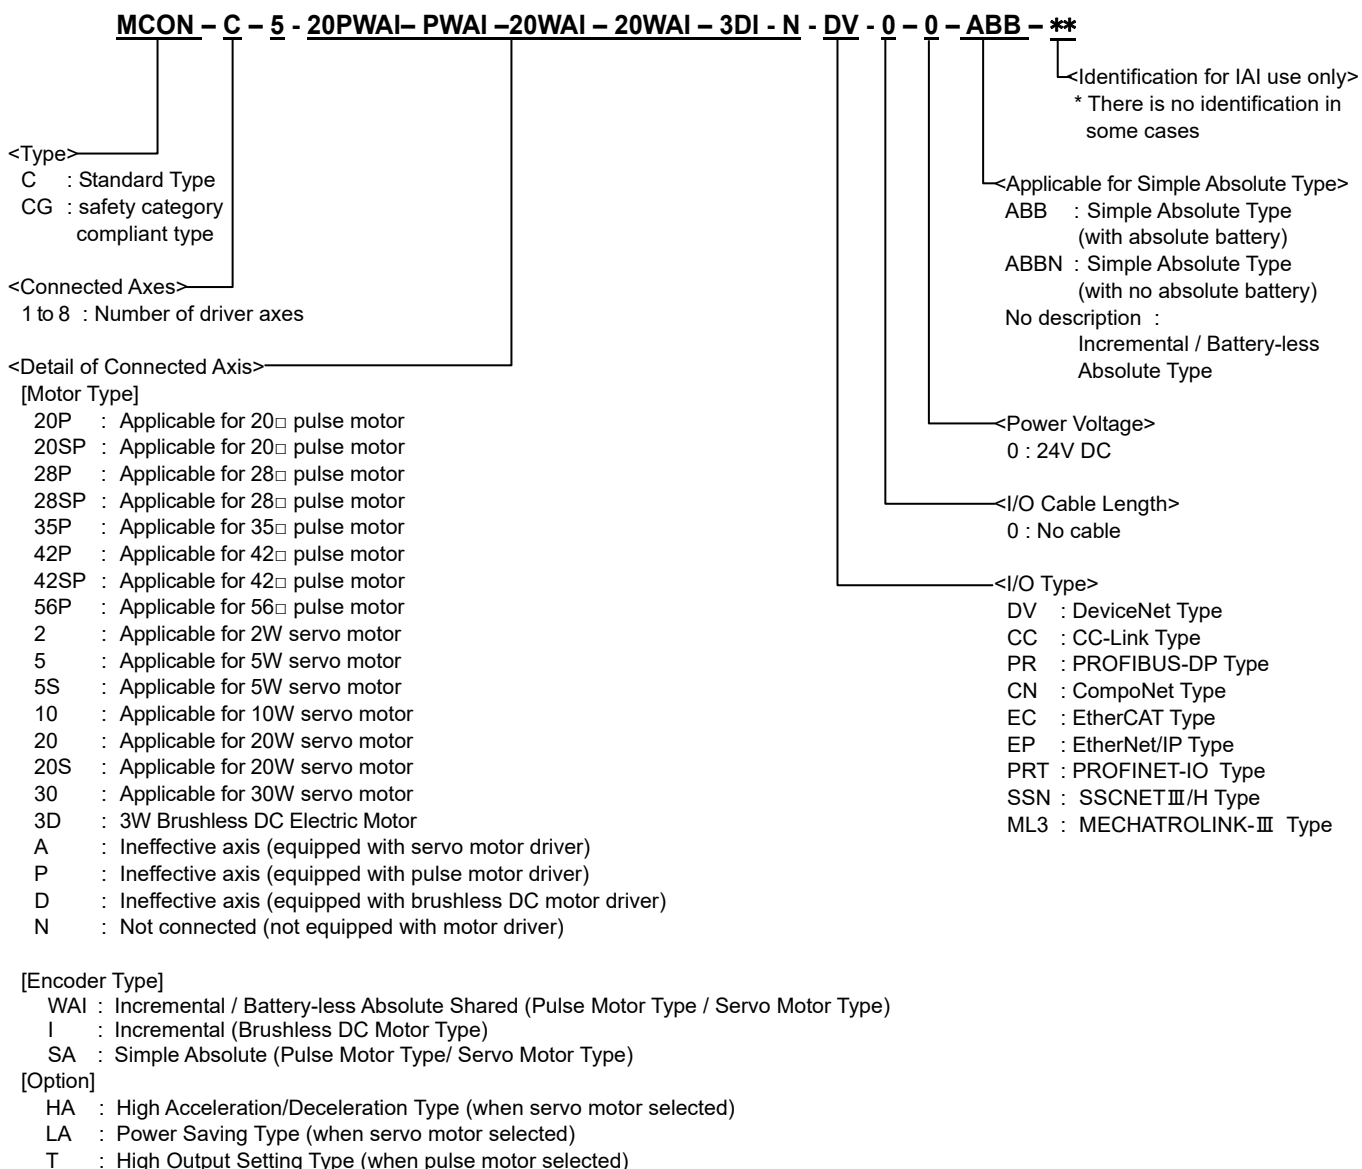 MCON – C – 5 - 20PWAI– PWAI –20WAI – 20WAI – 3DI - N - DV - 0 – 0 – ABB – **
<Identification for IAI use only>
* There is no identification in
some cases
<Type>
C : Standard Type
CG : safety category
compliant type
<Connected Axes>
1 to 8 : Number of driver axes
<Detail of Connected Axis>
[Motor Type]
20P : Applicable for 20□ pulse motor
20SP : Applicable for 20□ pulse motor
28P : Applicable for 28□ pulse motor
28SP : Applicable for 28□ pulse motor
35P : Applicable for 35□ pulse motor
42P : Applicable for 42□ pulse motor
42SP : Applicable for 42□ pulse motor
56P : Applicable for 56□ pulse motor
2 : Applicable for 2W servo motor
5 : Applicable for 5W servo motor
5S : Applicable for 5W servo motor
10 : Applicable for 10W servo motor
20 : Applicable for 20W servo motor
20S : Applicable for 20W servo motor
30 : Applicable for 30W servo motor
3D : 3W Brushless DC Electric Motor
A : Ineffective axis (equipped with servo motor driver)
P : Ineffective axis (equipped with pulse motor driver)
D : Ineffective axis (equipped with brushless DC motor driver)
N : Not connected (not equipped with motor driver)
[Encoder Type]
WAI : Incremental / Battery-less Absolute Shared (Pulse Motor Type / Servo Motor Type)
I : Incremental (Brushless DC Motor Type)
SA : Simple Absolute (Pulse Motor Type/ Servo Motor Type)
[Option]
HA : High Acceleration/Deceleration Type (when servo motor selected)
LA : Power Saving Type (when servo motor selected)
T : High Output Setting Type (when pulse motor selected)
<Applicable for Simple Absolute Type>
ABB : Simple Absolute Type
(with absolute battery)
ABBN : Simple Absolute Type
(with no absolute battery)
No description :
Incremental / Battery-less
Absolute Type
<Power Voltage>
0 : 24V DC
<I/O Cable Length>
0 : No cable
<I/O Type>
DV : DeviceNet Type
CC : CC-Link Type
PR : PROFIBUS-DP Type
CN : CompoNet Type
EC : EtherCAT Type
EP : EtherNet/IP Type
PRT : PROFINET-IO Type
SSN : SSCNETⅢ/H Type
ML3 : MECHATROLINK-Ⅲ Type